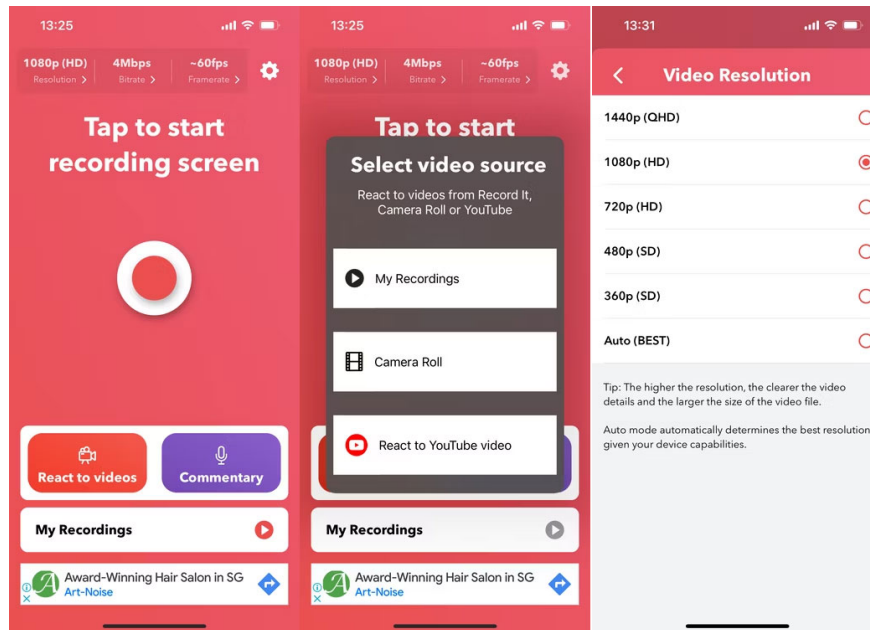 13:25
1080p (HD) 4Mbps ~60fps
Resolution > Bitrate > Framerate >
Tap to start
recording screen
React to videos Commentary
My Recordings
Award-Winning Hair Salon in SG
Art-Noise
13:25
1080p (HD) 4Mbps ~60fps
Resolution > Bitrate > Framerate >
Tap to start
Select video source
React to videos from Record It,
Camera Roll or YouTube
My Recordings
Camera Roll
React to YouTube video
My Recordings
Award-Winning Hair Salon in SG
Art-Noise
13:31
Video Resolution
1440p (QHD)
1080p (HD)
720p (HD)
480p (SD)
360p (SD)
Auto (BEST)
Tip: The higher the resolution, the clearer the video
details and the larger the size of the video file.
Auto mode automatically determines the best resolution
given your device capabilities.